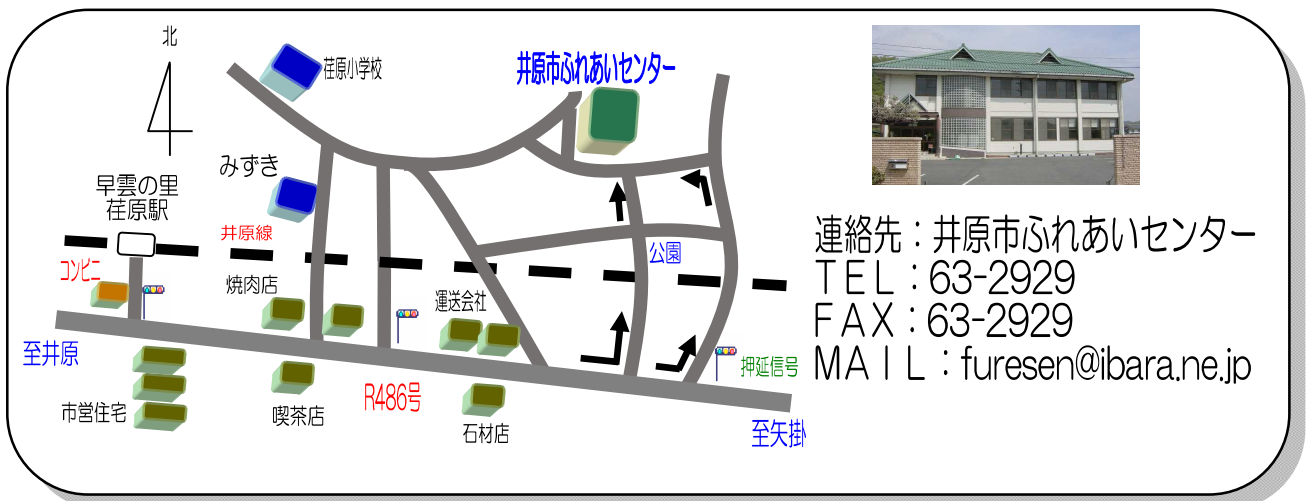 北
荏原小学校
井原市ふれあいセンター
みずき
早雲の里
荏原駅
井原線
コンビニ
焼肉店
運送会社
公園
至井原
押延信号
市営住宅
喫茶店
R486号
石材店
至矢掛
連絡先：井原市ふれあいセンター
ＴＥＬ：63-2929
ＦＡＸ：63-2929
ＭＡＩＬ：furesen@ibara.ne.jp